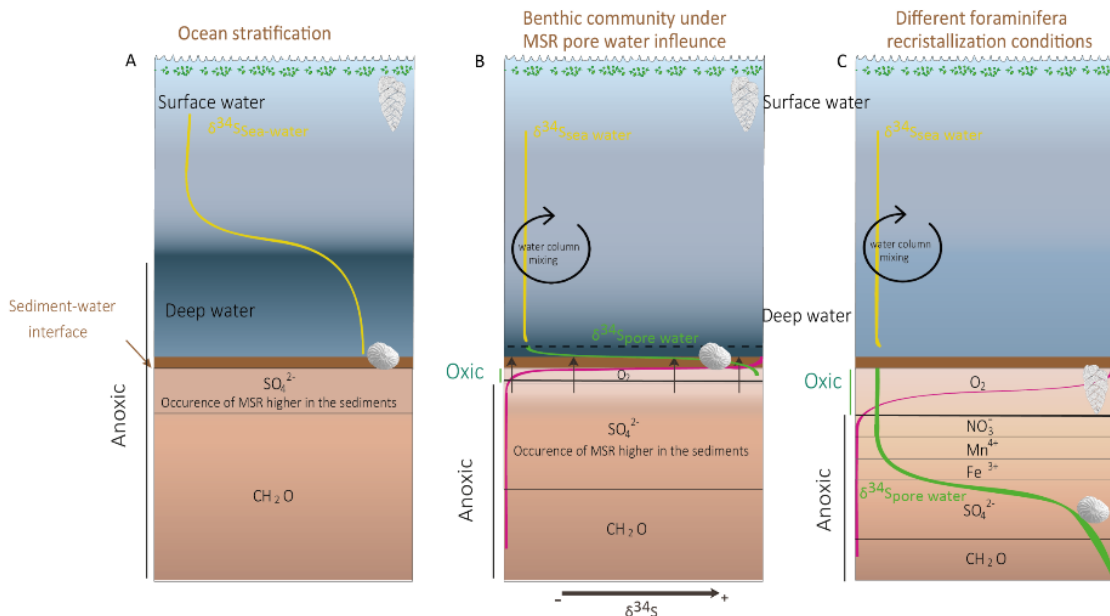 Ocean stratification
Benthic community under
MSR pore water infleunce
Different foraminifera
recristallization conditions
A
B
C
Surface water
δ³⁴SSea-water
δ³⁴Ssea-water
Surface water
δ³⁴Ssea-water
water column
mixing
water column
mixing
Deep water
Deep water
Sediment-water
interface
δ³⁴Spore water
Oxic
O₂
Oxic
O₂
SO₄²⁻
Occurence of MSR higher in the sediments
Anoxic
CH₂O
SO₄²⁻
Occurence of MSR higher in the sediments
Anoxic
CH₂O
NO₃⁻
Mn⁴⁺
Fe ³⁺
δ³⁴Spore water
SO₄²⁻
Anoxic
CH₂O
- +
δ³⁴S